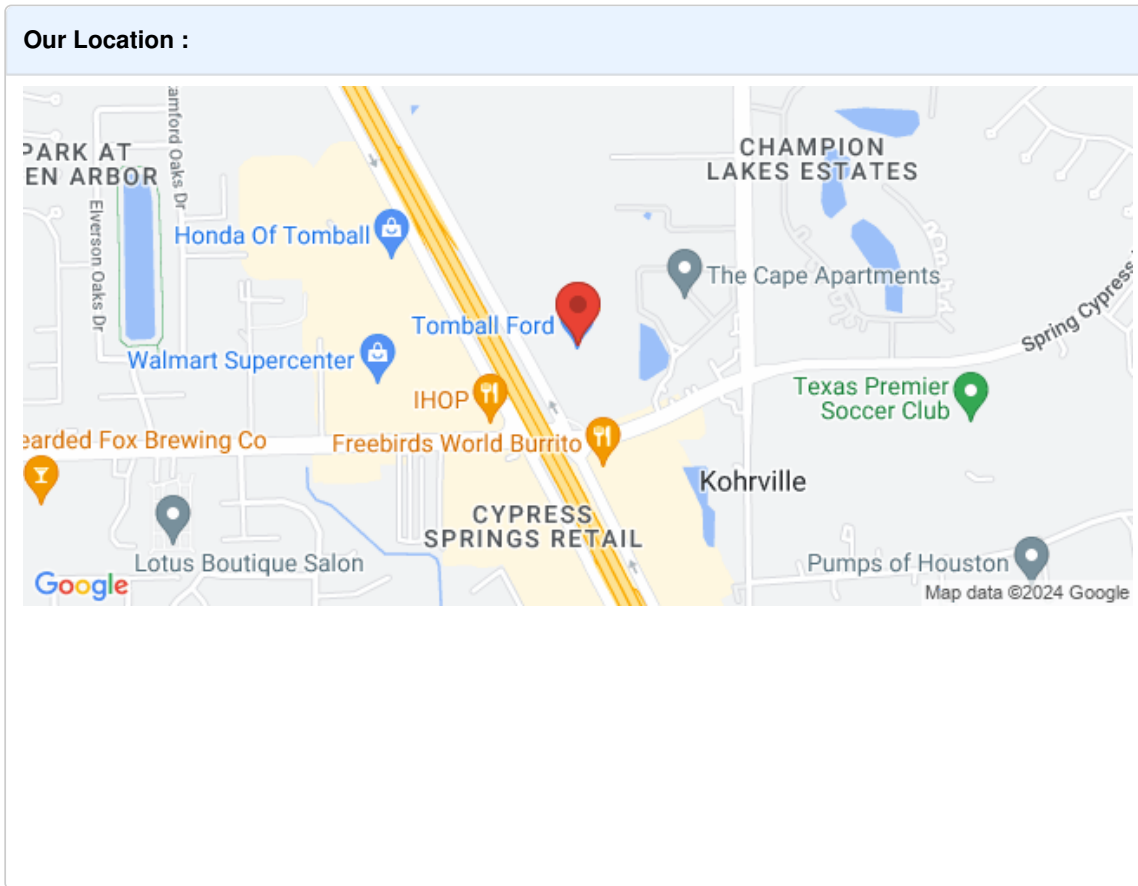 Our Location :
PARK AT
EN ARBOR
amford Oaks Dr
Elverson Oaks Dr
CHAMPION
LAKES ESTATES
Honda Of Tomball
The Cape Apartments
Tomball Ford
Spring Cypress
Walmart Supercenter
IHOP
Texas Premier
Soccer Club
earded Fox Brewing Co
Freebirds World Burrito
Kohrville
CYPRESS
SPRINGS RETAIL
Lotus Boutique Salon
Pumps of Houston
Google
Map data ©2024 Google